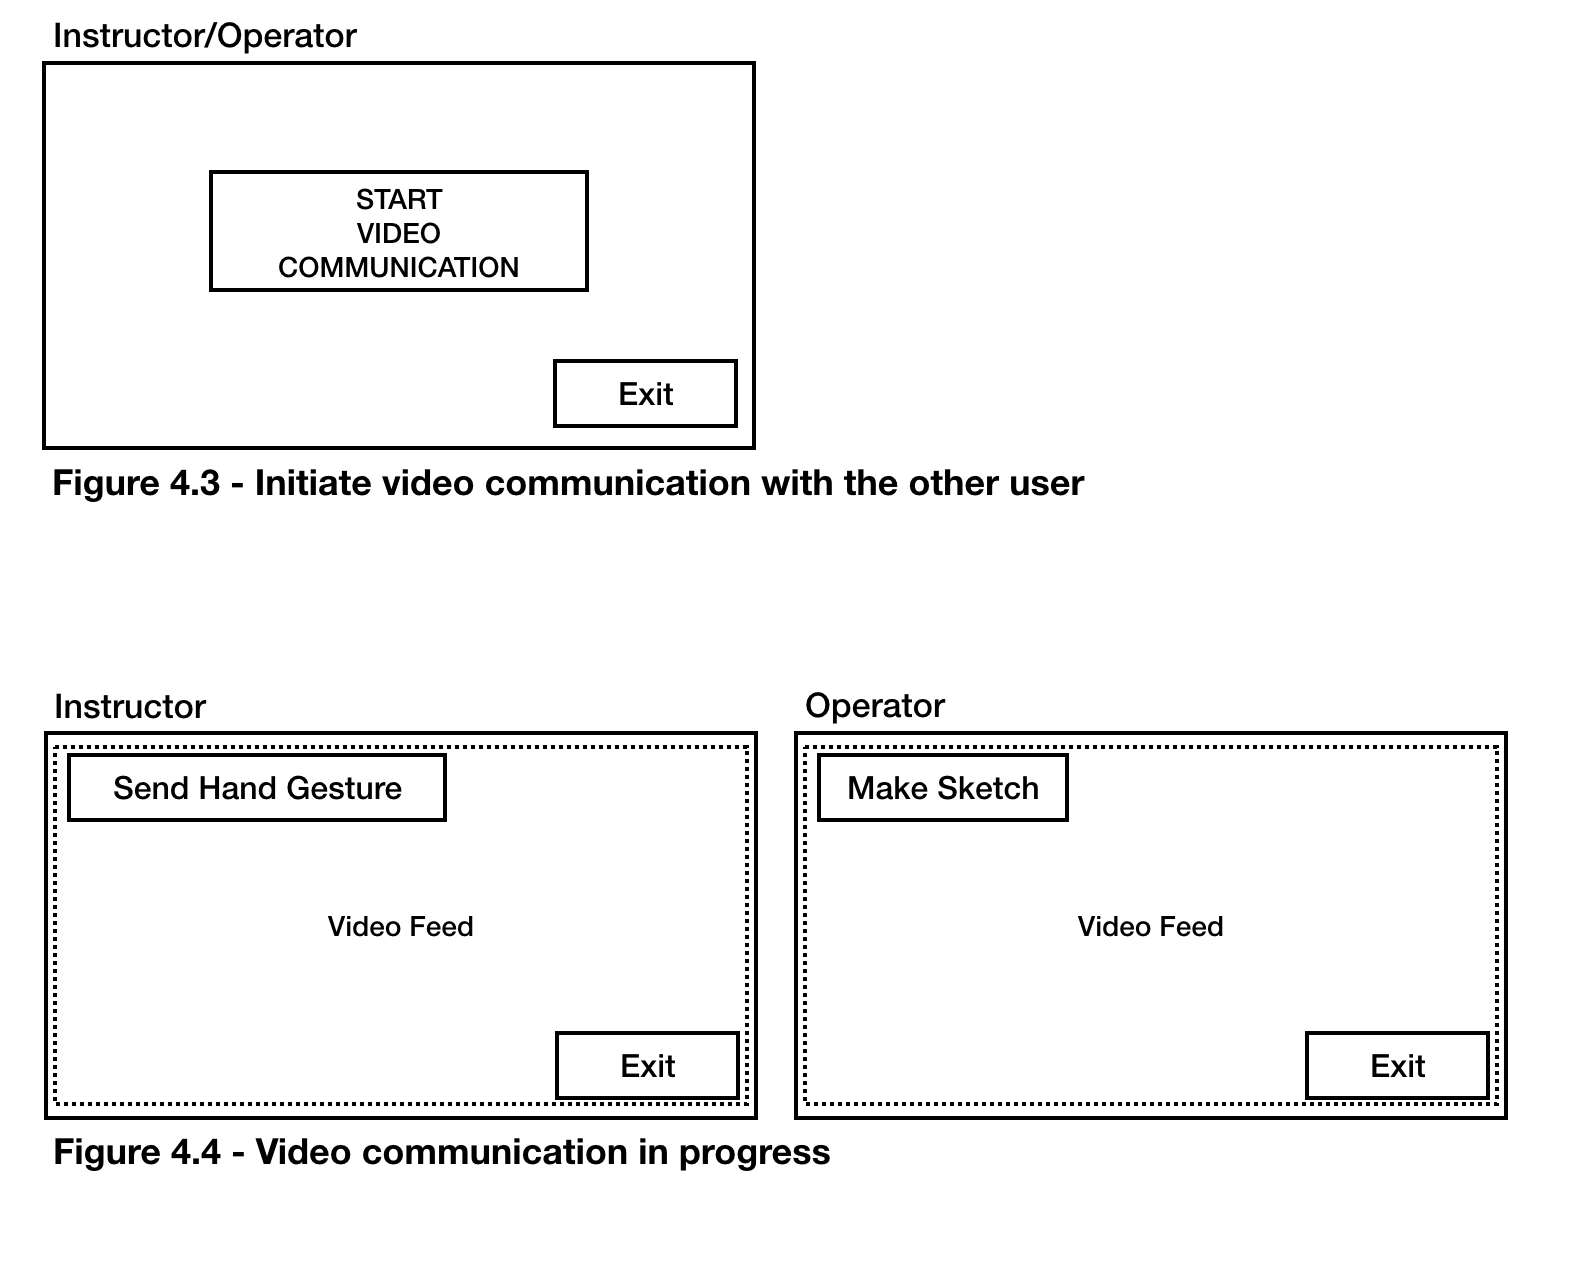 Instructor/Operator
START
VIDEO
COMMUNICATION
Exit
Figure 4.3 - Initiate video communication with the other user
Instructor
Send Hand Gesture
Video Feed
Exit
Operator
Make Sketch
Video Feed
Exit
Figure 4.4 - Video communication in progress